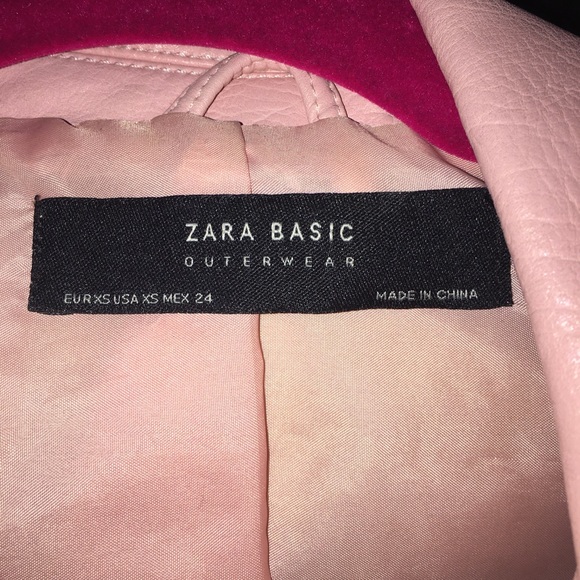 ZARA BASIC
OUTERWEAR
EUR XS USA XS MEX 24
MADE IN CHINA